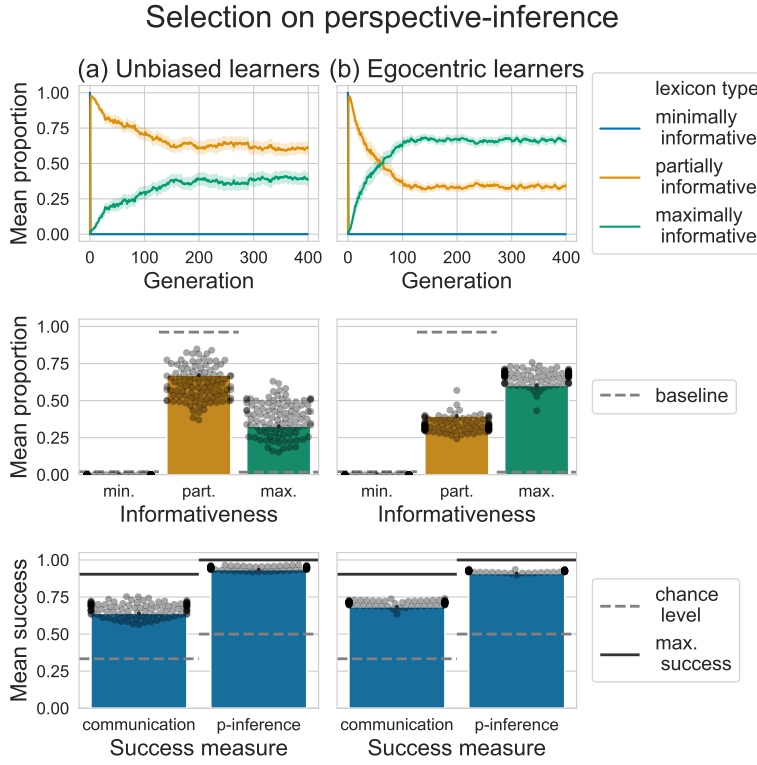 Selection on perspective-inference
(a) Unbiased learners (b) Egocentric learners
Mean proportion
1.00
0.75
0.50
0.25
0.00
0 100 200 300 400
Generation
0 100 200 300 400
Generation
lexicon type
minimally
informative
partially
informative
maximally
informative
Mean proportion
1.00
0.75
0.50
0.25
0.00
min. part. max.
Informativeness
min. part. max.
Informativeness
baseline
Mean success
1.00
0.75
0.50
0.25
0.00
communication p-inference
Success measure
communication p-inference
Success measure
chance
level
max.
success